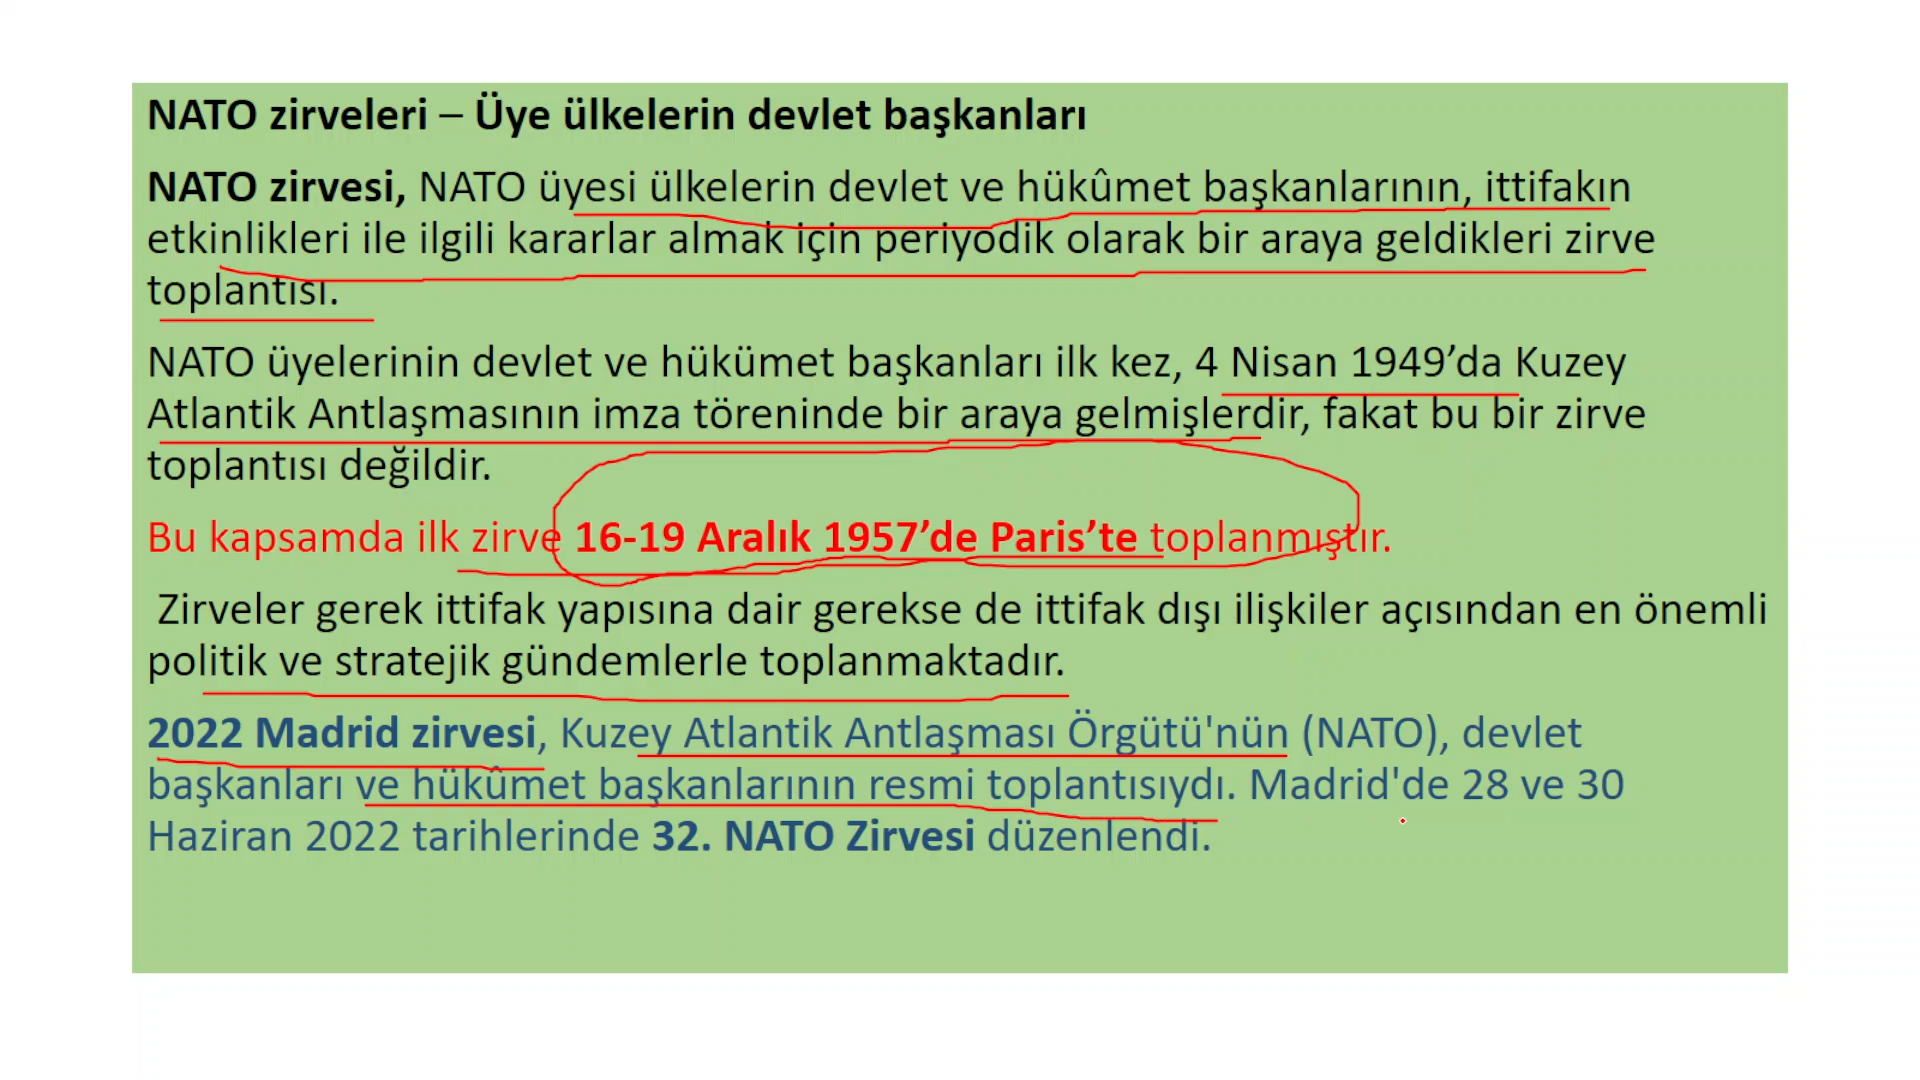 NATO zirveleri – Üye ülkelerin devlet başkanları
NATO zirvesi, NATO üyesi ülkelerin devlet ve hükûmet başkanlarının, ittifakın
etkinlikleri ile ilgili kararlar almak için periyodik olarak bir araya geldikleri zirve
toplantısı.
NATO üyelerinin devlet ve hükümet başkanları ilk kez, 4 Nisan 1949’da Kuzey
Atlantik Antlaşmasının imza töreninde bir araya gelmişlerdir, fakat bu bir zirve
toplantısı değildir.
Bu kapsamda ilk zirve 16-19 Aralık 1957’de Paris’te toplanmıştır.
Zirveler gerek ittifak yapısına dair gerekse de ittifak dışı ilişkiler açısından en önemli
politik ve stratejik gündemlerle toplanmaktadır.
2022 Madrid zirvesi, Kuzey Atlantik Antlaşması Örgütü'nün (NATO), devlet
başkanları ve hükûmet başkanlarının resmi toplantısıydı. Madrid'de 28 ve 30
Haziran 2022 tarihlerinde 32. NATO Zirvesi düzenlendi.